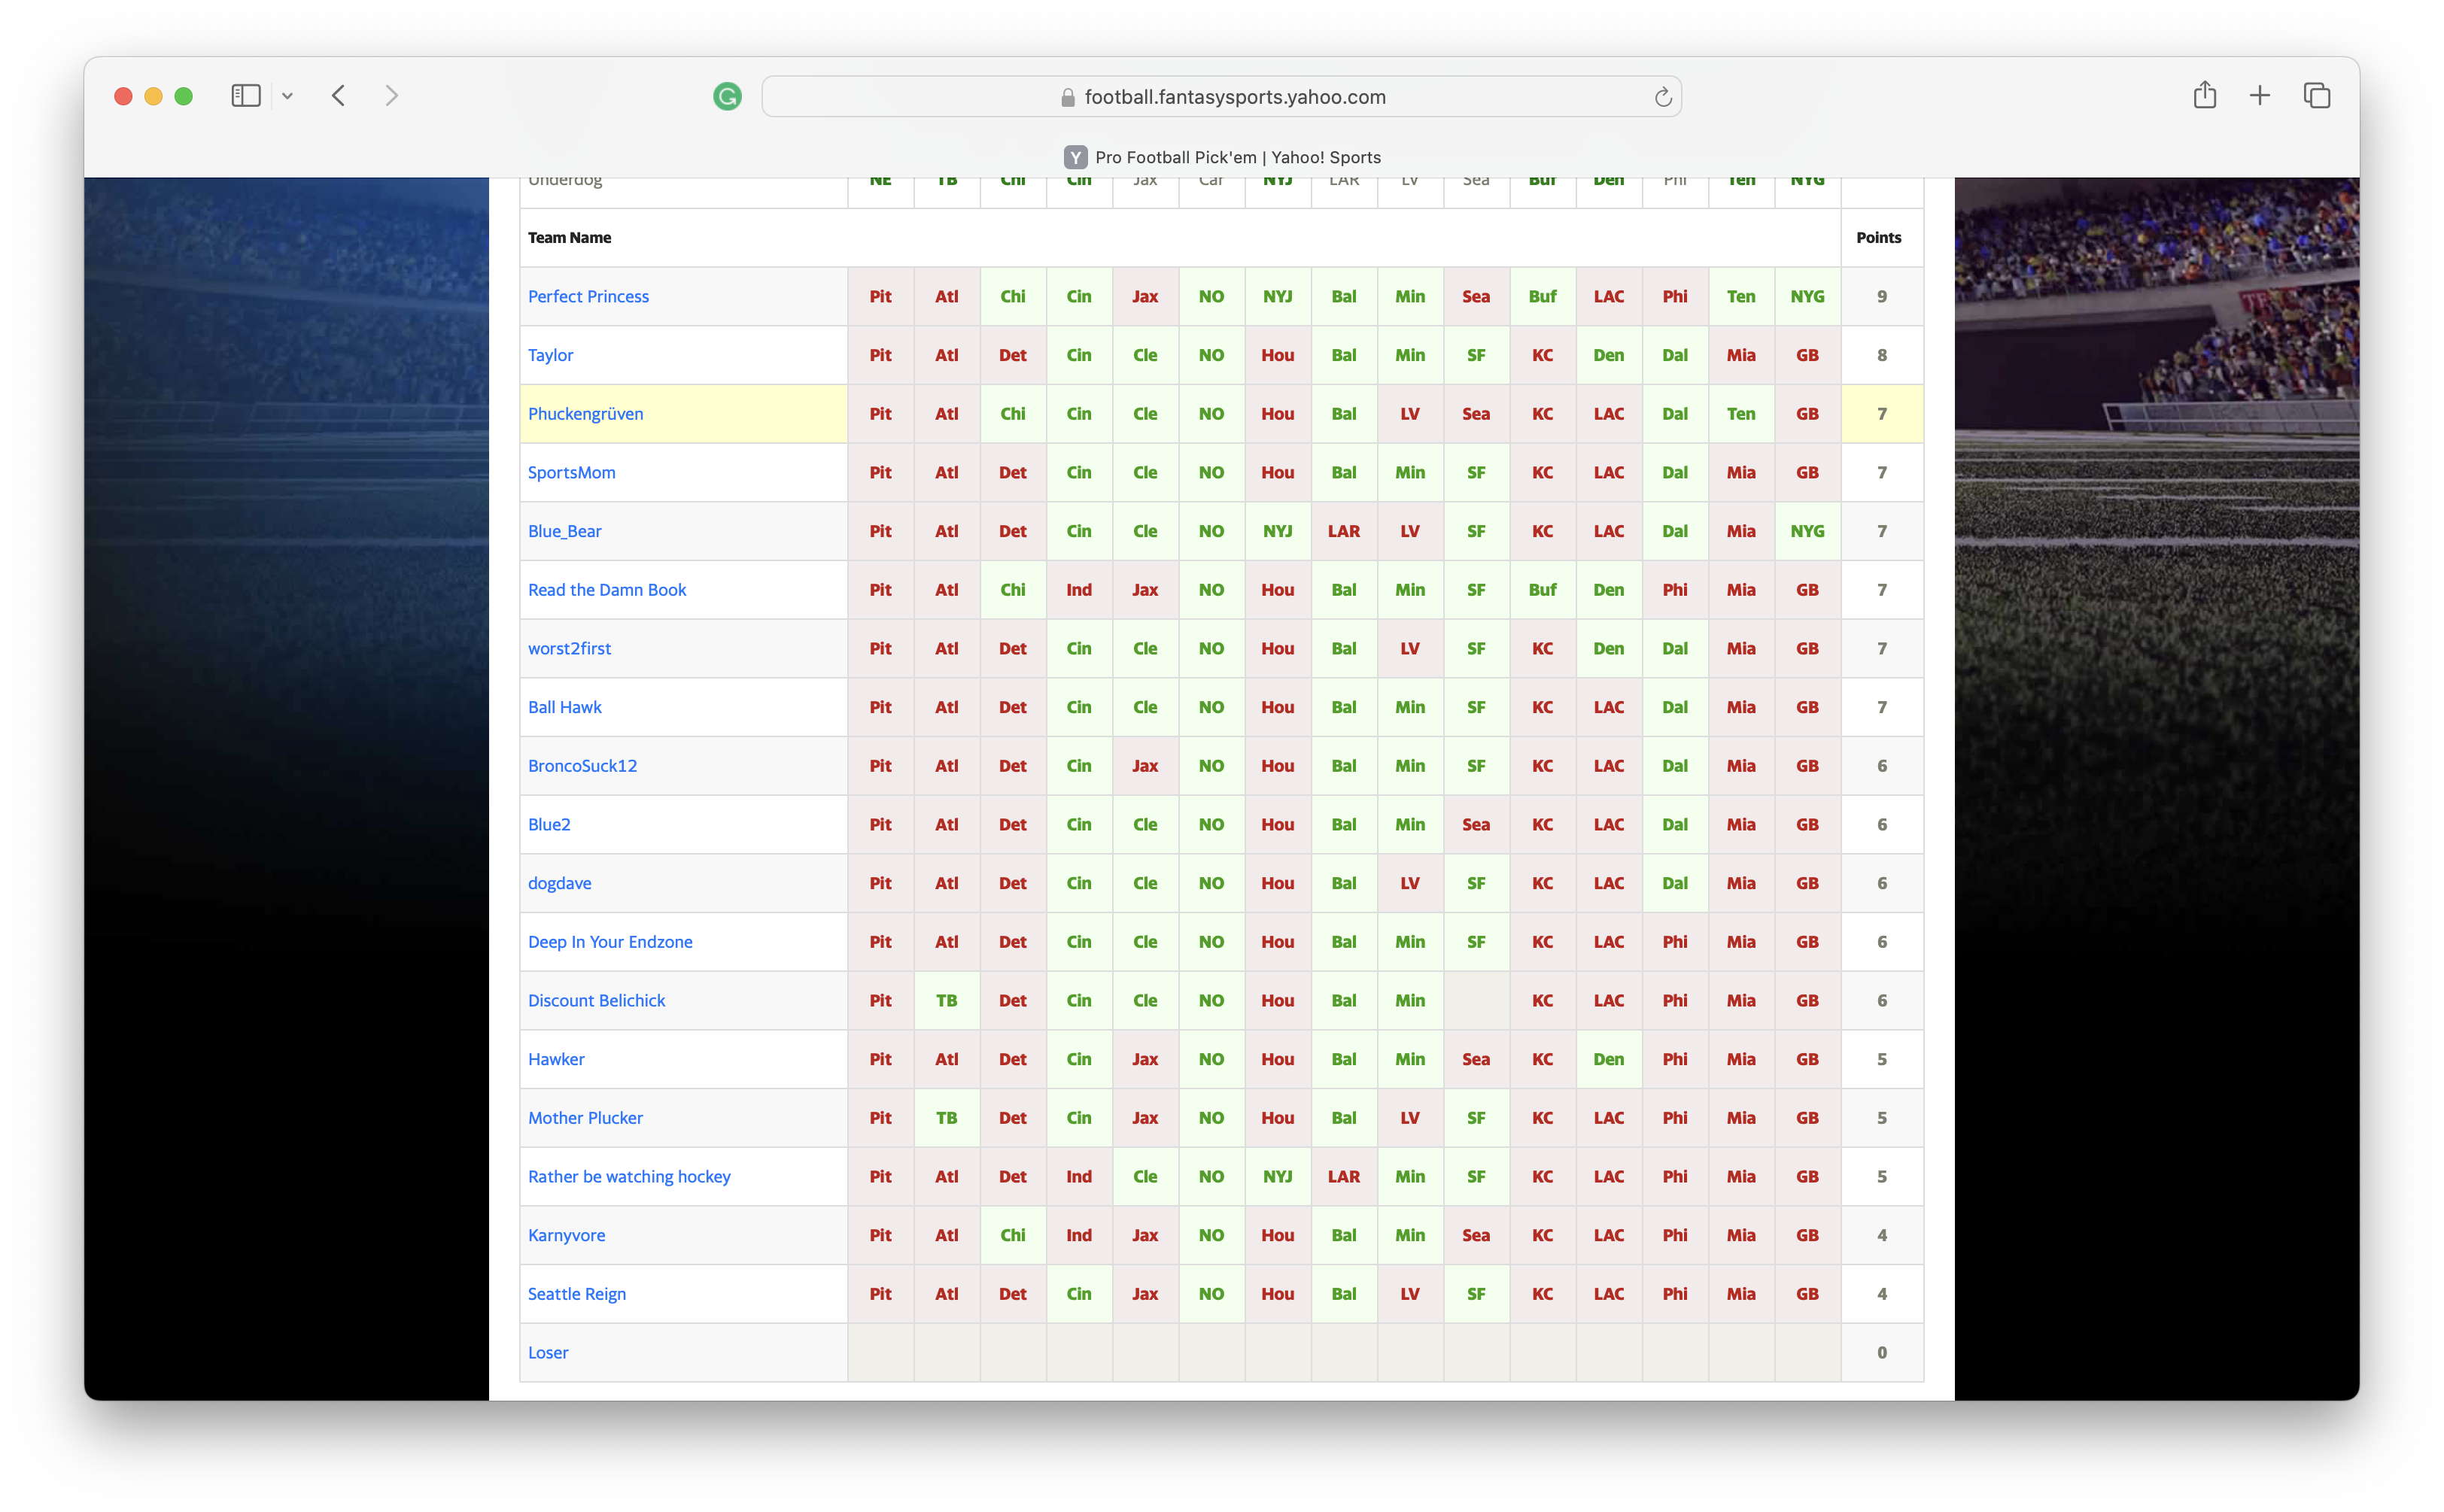 football.fantasysports.yahoo.com
Y Pro Football Pick'em | Yahoo! Sports
Underdog NE TB Chi Cin Jax Car NYJ LAR LV Sea Buf Den Phi Ten NYG
Team Name Points
Perfect Princess Pit Atl Chi Cin Jax NO NYJ Bal Min Sea Buf LAC Phi Ten NYG 9
Taylor Pit Atl Det Cin Cle NO Hou Bal Min SF KC Den Dal Mia GB 8
Phuckengrüven Pit Atl Chi Cin Cle NO Hou Bal LV Sea KC LAC Dal Ten GB 7
SportsMom Pit Atl Det Cin Cle NO Hou Bal Min SF KC LAC Dal Mia GB 7
Blue_Bear Pit Atl Det Cin Cle NO NYJ LAR LV SF KC LAC Dal Mia NYG 7
Read the Damn Book Pit Atl Chi Ind Jax NO Hou Bal Min SF Buf Den Phi Mia GB 7
worst2first Pit Atl Det Cin Cle NO Hou Bal LV SF KC Den Dal Mia GB 7
Ball Hawk Pit Atl Det Cin Cle NO Hou Bal Min SF KC LAC Dal Mia GB 7
BroncoSuck12 Pit Atl Det Cin Jax NO Hou Bal Min SF KC LAC Dal Mia GB 6
Blue2 Pit Atl Det Cin Cle NO Hou Bal Min Sea KC LAC Dal Mia GB 6
dogdave Pit Atl Det Cin Cle NO Hou Bal LV SF KC LAC Dal Mia GB 6
Deep In Your Endzone Pit Atl Det Cin Cle NO Hou Bal Min SF KC LAC Phi Mia GB 6
Discount Belichick Pit TB Det Cin Cle NO Hou Bal Min KC LAC Phi Mia GB 6
Hawker Pit Atl Det Cin Jax NO Hou Bal Min Sea KC Den Phi Mia GB 5
Mother Plucker Pit TB Det Cin Jax NO Hou Bal LV SF KC LAC Phi Mia GB 5
Rather be watching hockey Pit Atl Det Ind Cle NO NYJ LAR Min SF KC LAC Phi Mia GB 5
Karnyvore Pit Atl Chi Ind Jax NO Hou Bal Min Sea KC LAC Phi Mia GB 4
Seattle Reign Pit Atl Det Cin Jax NO Hou Bal LV SF KC LAC Phi Mia GB 4
Loser 0